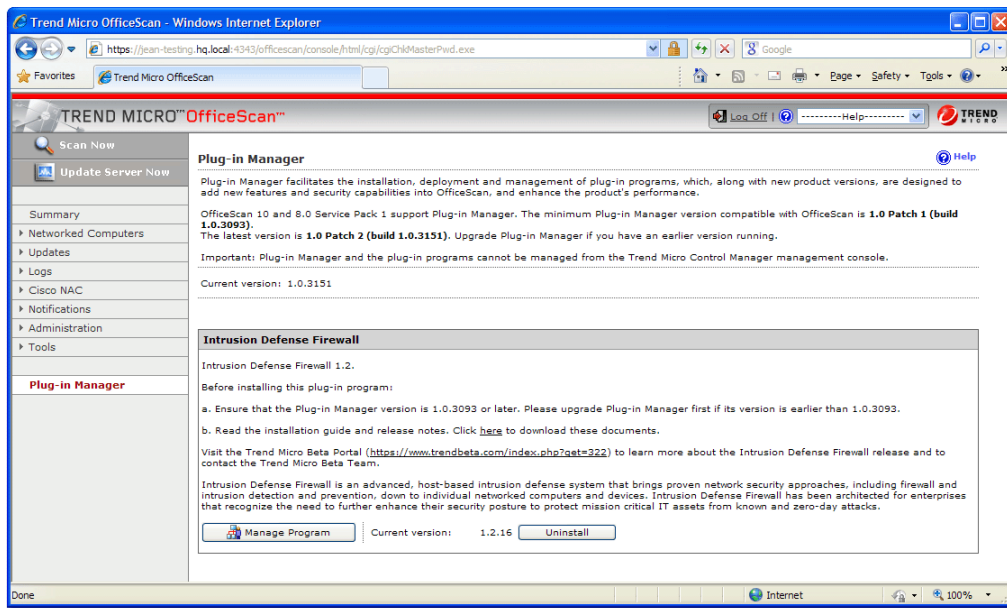 Trend Micro OfficeScan - Windows Internet Explorer
https://jean-testing.hq.local:4343/officescan/console/html/cgi/cgiChkMasterPwd.exe
Google
Favorites
Trend Micro OfficeScan
Page
Safety
Tools
»
TREND MICRO™ OfficeScan™
Log Off | ---------Help---------
TREND MICRO
Scan Now
Update Server Now
Summary
Networked Computers
Updates
Logs
Cisco NAC
Notifications
Administration
Tools
Plug-in Manager
Plug-in Manager
Help
Plug-in Manager facilitates the installation, deployment and management of plug-in programs, which, along with new product versions, are designed to
add new features and security capabilities into OfficeScan, and enhance the product's performance.
OfficeScan 10 and 8.0 Service Pack 1 support Plug-in Manager. The minimum Plug-in Manager version compatible with OfficeScan is 1.0 Patch 1 (build
1.0.3093).
The latest version is 1.0 Patch 2 (build 1.0.3151). Upgrade Plug-in Manager if you have an earlier version running.
Important: Plug-in Manager and the plug-in programs cannot be managed from the Trend Micro Control Manager management console.
Current version: 1.0.3151
Intrusion Defense Firewall
Intrusion Defense Firewall 1.2.
Before installing this plug-in program:
a. Ensure that the Plug-in Manager version is 1.0.3093 or later. Please upgrade Plug-in Manager first if its version is earlier than 1.0.3093.
b. Read the installation guide and release notes. Click here to download these documents.
Visit the Trend Micro Beta Portal (https://www.trendbeta.com/index.php?get=322) to learn more about the Intrusion Defense Firewall release and to
contact the Trend Micro Beta Team.
Intrusion Defense Firewall is an advanced, host-based intrusion defense system that brings proven network security approaches, including firewall and
intrusion detection and prevention, down to individual networked computers and devices. Intrusion Defense Firewall has been architected for enterprises
that recognize the need to further enhance their security posture to protect mission critical IT assets from known and zero-day attacks.
Manage Program
Current version: 1.2.16
Uninstall
Done
Internet
100%